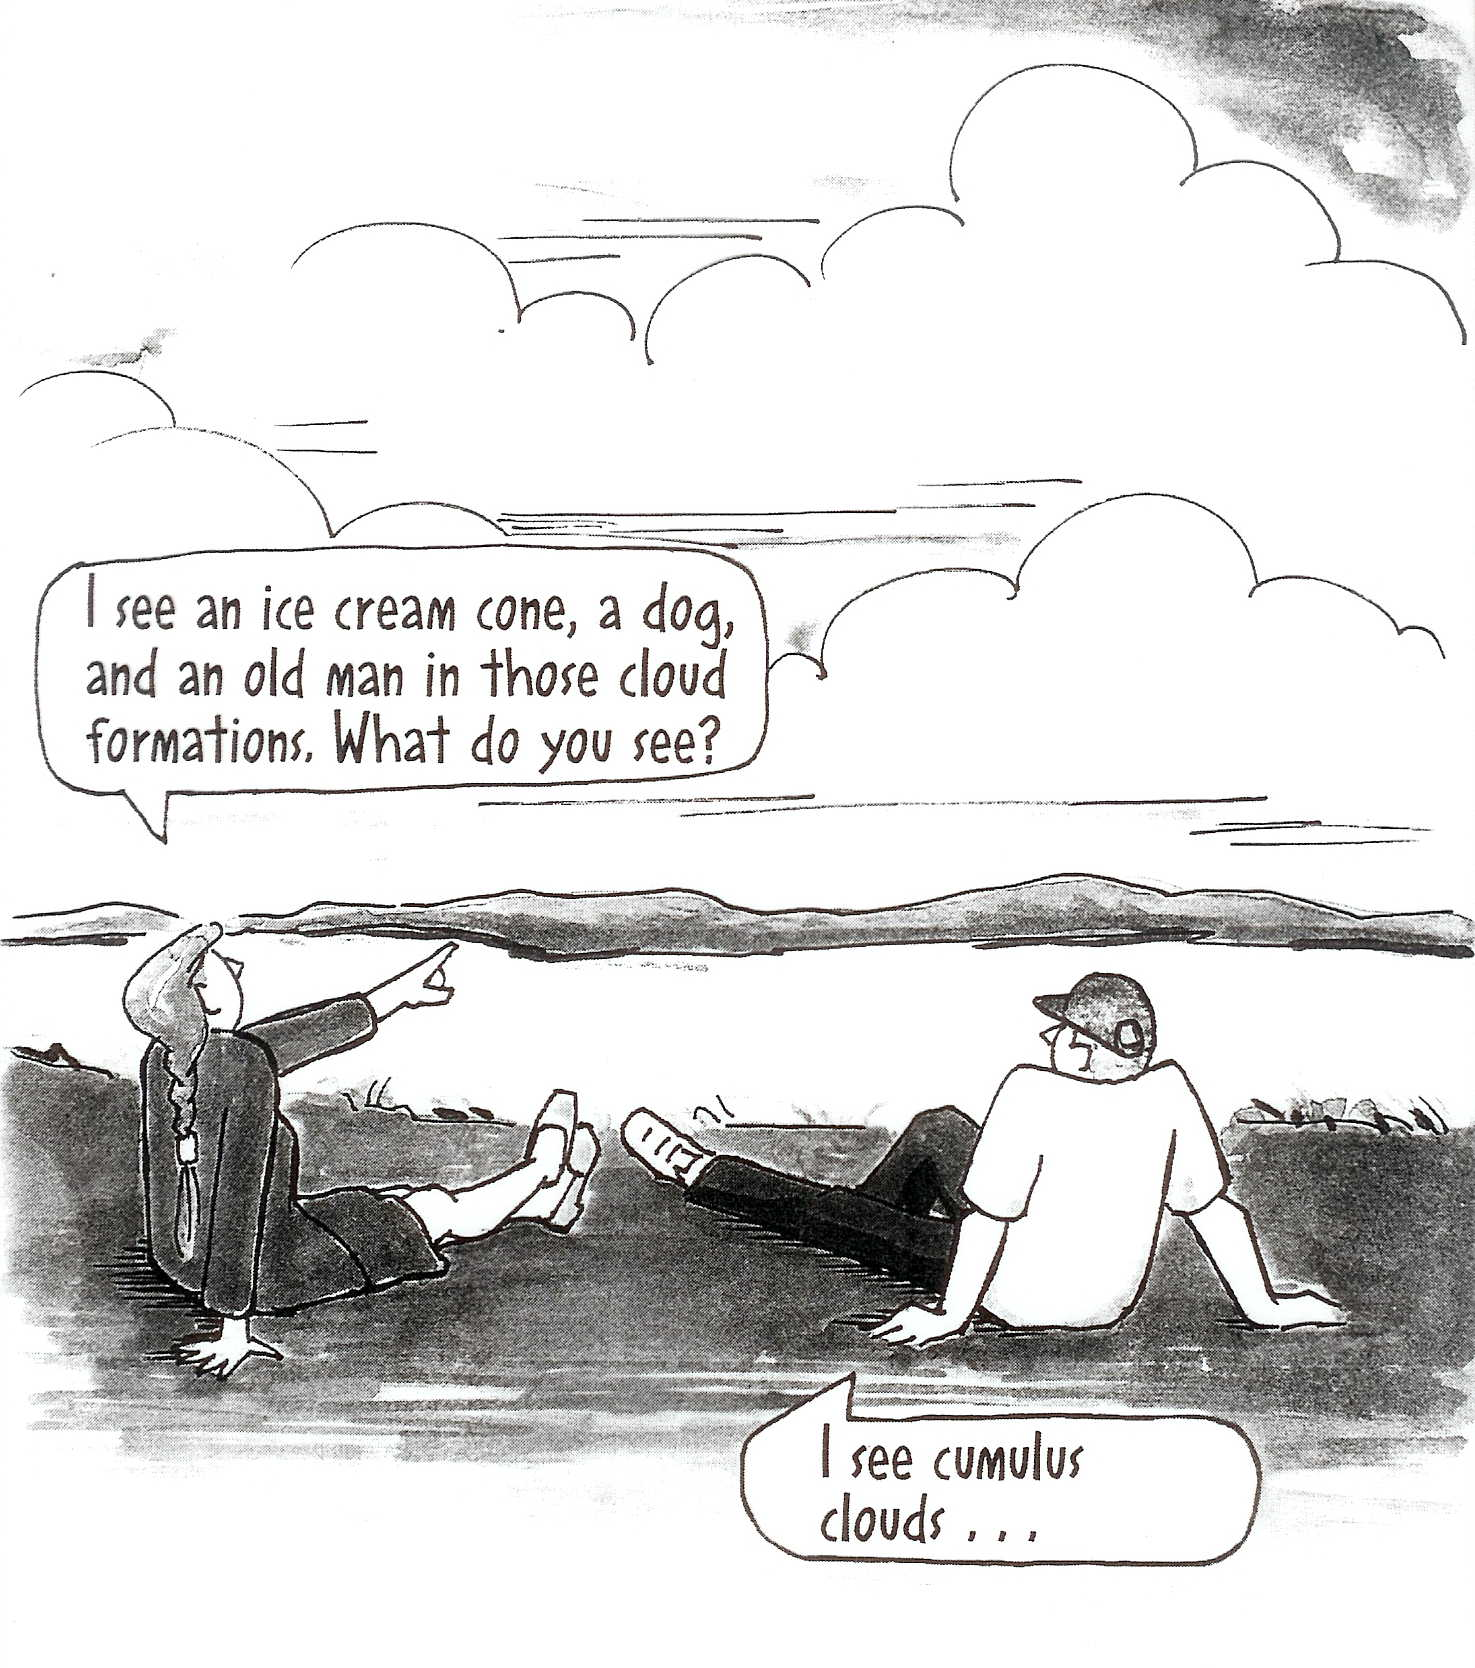 I see an ice cream cone, a dog,
and an old man in those cloud
formations. What do you see?
I see cumulus
clouds . . .